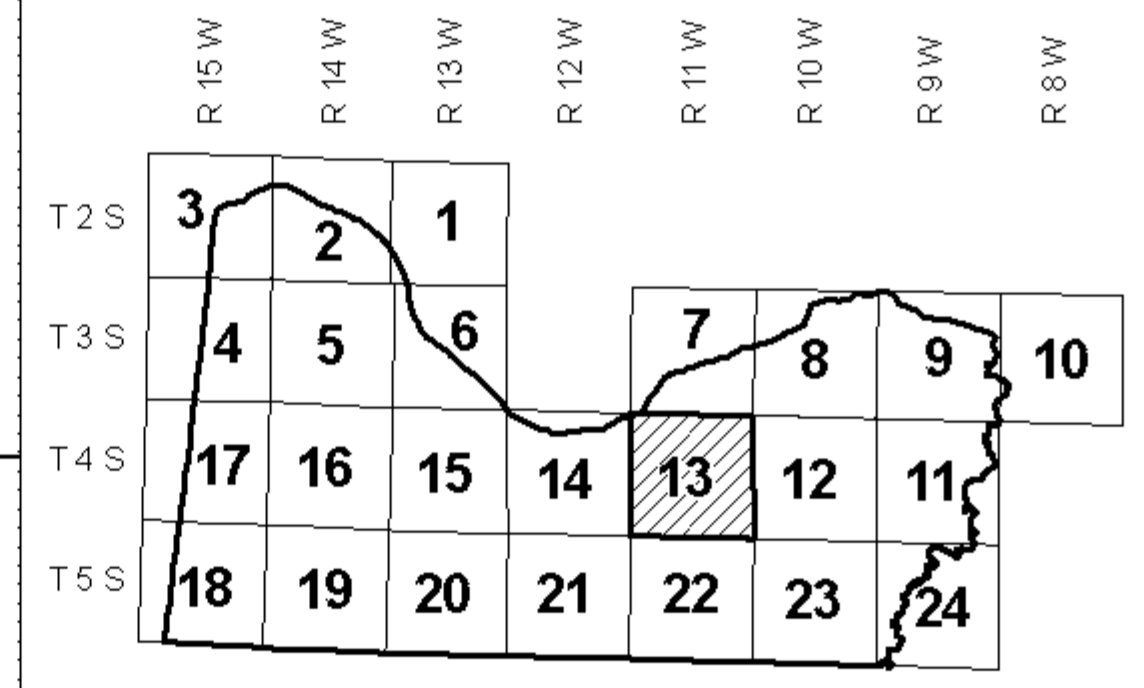 R 15 W R 14 W R 13 W R 12 W R 11 W R 10 W R 9 W R 8 W
T 2 S 3 2 1
T 3 S 4 5 6 7 8 9 10
T 4 S 17 16 15 14 13 12 11
T 5 S 18 19 20 21 22 23 24